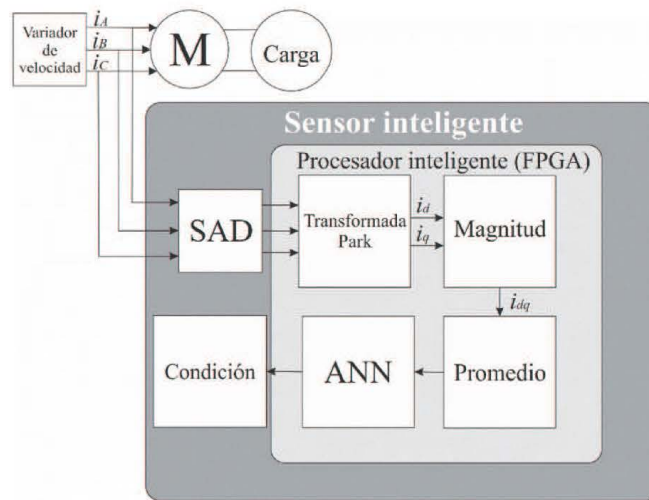 Variador
de
velocidad
iA
iB
iC
M
Carga
Sensor inteligente
Procesador inteligente (FPGA)
SAD
Transformada
Park
id
iq
Magnitud
idq
Condición
ANN
Promedio